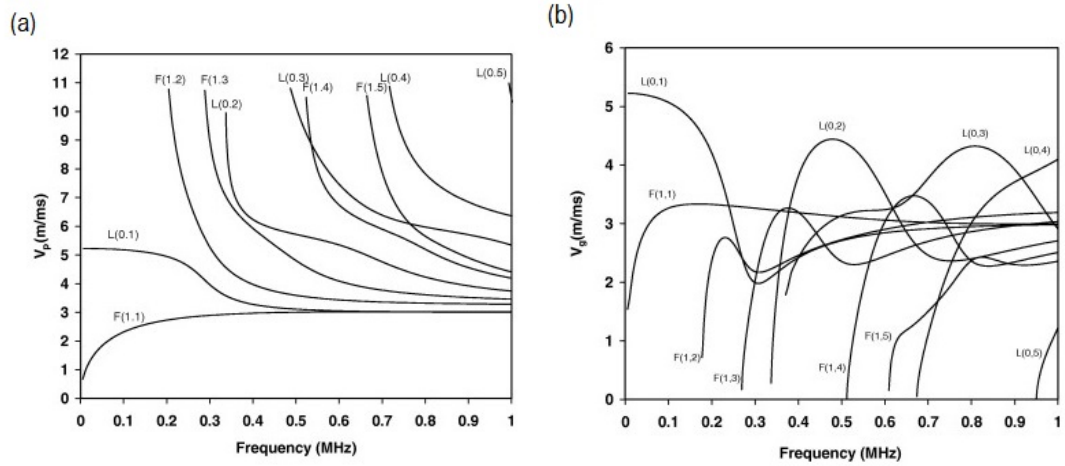 (a)
12
11
10
9
8
7
6
5
4
3
2
1
0
Vp(m/ms)
F(1.2)
F(1.3
L(0.2)
L(0.3)
F(1.4)
F(1.5)
L(0.4)
L(0.5)
L(0.1)
F(1.1)
0 0.1 0.2 0.3 0.4 0.5 0.6 0.7 0.8 0.9 1
Frequency (MHz)
(b)
6
5
4
3
2
1
0
Vg(m/ms)
L(0,1)
L(0,2)
L(0,3)
L(0,4)
F(1,1)
F(1,2)
F(1,3)
F(1,4)
F(1,5)
L(0,5)
0 0.1 0.2 0.3 0.4 0.5 0.6 0.7 0.8 0.9 1
Frequency (MHz)